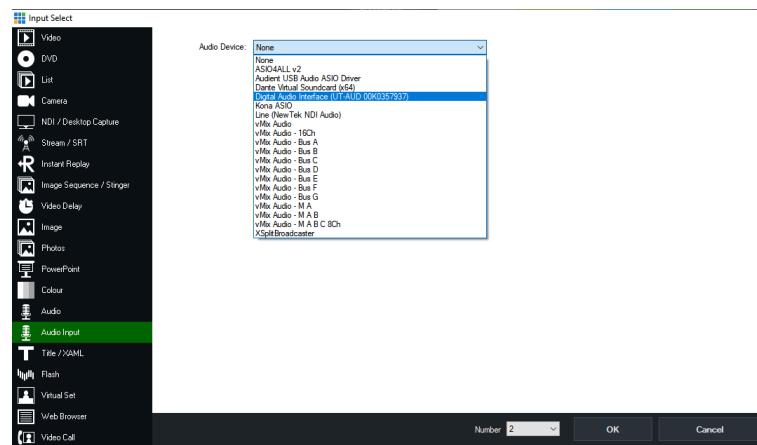 Input Select
Video
DVD
List
Camera
NDI / Desktop Capture
Stream / SRT
Instant Replay
Image Sequence / Stinger
Video Delay
Image
Photos
PowerPoint
Colour
Audio
Audio Input
Title / XAML
Flash
Virtual Set
Web Browser
Video Call
Audio Device: None
None
ASIO4ALL v2
Audient USB Audio ASIO Driver
Dante Virtual Soundcard (x64)
Digital Audio Interface (UT-AUD 00K0357937)
Kona ASIO
Line (NewTek NDI Audio)
vMix Audio
vMix Audio - 16Ch
vMix Audio - Bus A
vMix Audio - Bus B
vMix Audio - Bus C
vMix Audio - Bus D
vMix Audio - Bus E
vMix Audio - Bus F
vMix Audio - Bus G
vMix Audio - M A
vMix Audio - M A B
vMix Audio - M A B C 8Ch
XSplitBroadcaster
Number 2 OK Cancel